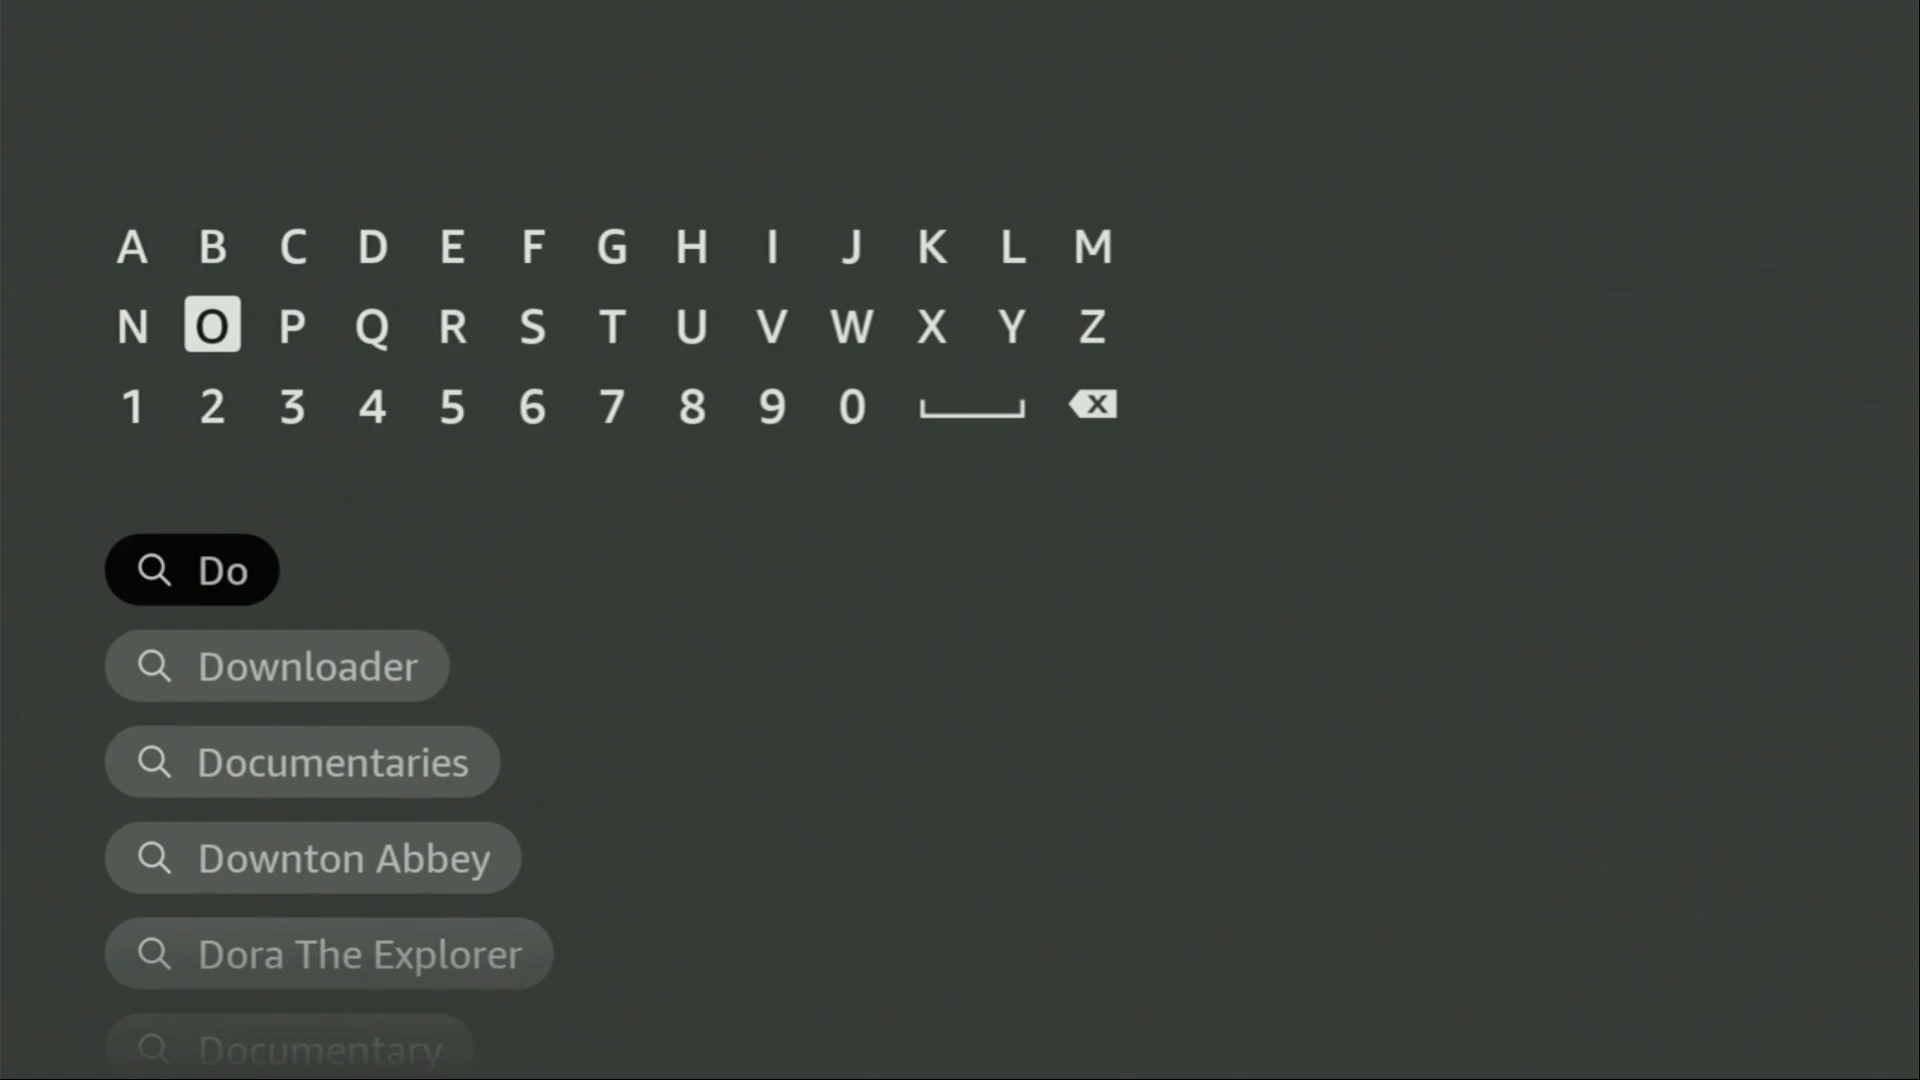 A B C D E F G H I J K L M
N O P Q R S T U V W X Y Z
1 2 3 4 5 6 7 8 9 0
Do
Downloader
Documentaries
Downton Abbey
Dora The Explorer
Documentary